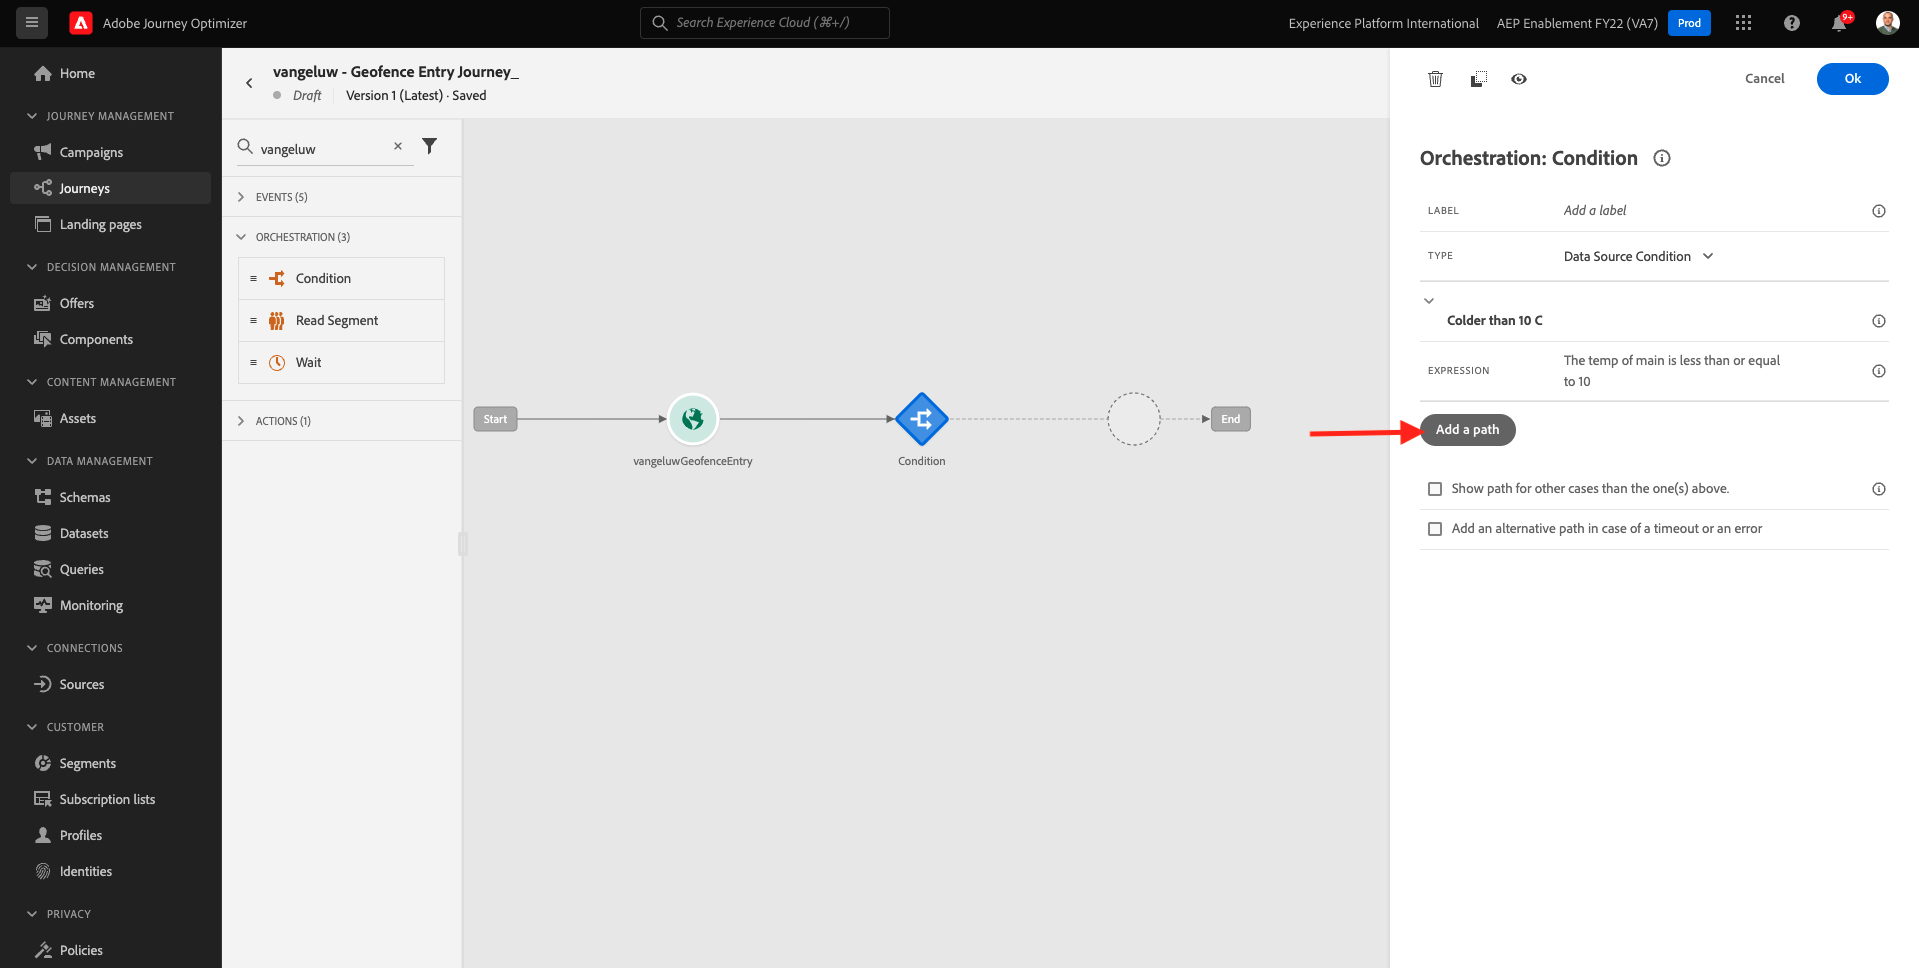 Adobe Journey Optimizer
Search Experience Cloud (⌘+/)
Experience Platform International
AEP Enablement FY22 (VA7)
Prod
9+
Home
JOURNEY MANAGEMENT
Campaigns
Journeys
Landing pages
DECISION MANAGEMENT
Offers
Components
CONTENT MANAGEMENT
Assets
DATA MANAGEMENT
Schemas
Datasets
Queries
Monitoring
CONNECTIONS
Sources
CUSTOMER
Segments
Subscription lists
Profiles
Identities
PRIVACY
Policies
vangeluw - Geofence Entry Journey_
Draft
Version 1 (Latest) · Saved
vangeluw
EVENTS (5)
ORCHESTRATION (3)
Condition
Read Segment
Wait
ACTIONS (1)
Start
vangeluwGeofenceEntry
Condition
End
Cancel
Ok
Orchestration: Condition
LABEL
Add a label
TYPE
Data Source Condition
Colder than 10 C
EXPRESSION
The temp of main is less than or equal
to 10
Add a path
Show path for other cases than the one(s) above.
Add an alternative path in case of a timeout or an error